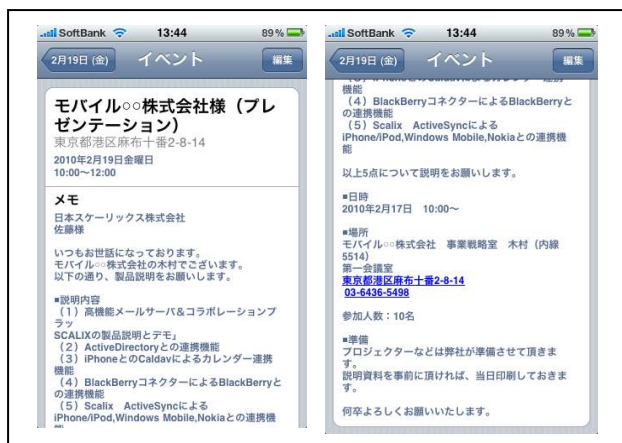 SoftBank 13:44 89%
2月19日 (金) イベント 編集
モバイル○○株式会社様（プレ
ゼンテーション）
東京都港区麻布十番2-8-14
2010年2月19日金曜日
10:00〜12:00
メモ
日本スケーリックス株式会社
佐藤様
いつもお世話になっております。
モバイル○○株式会社の木村でございます。
以下の通り、製品説明をお願いします。
■説明内容
（１）高機能メールサーバ＆コラボレーションプ
ラッ
SCALIXの製品説明とデモ」
（２）ActiveDirectoryとの連携機能
（３）iPhoneとのCaldavによるカレンダー連携
機能
（４）BlackBerryコネクターによるBlackBerryと
の連携機能
（５）Scalix　ActiveSyncによる
iPhone/iPod,Windows Mobile,Nokiaとの連携機
能
SoftBank 13:44 89%
2月19日 (金) イベント 編集
（３）iPhoneとのCaldavによるカレンダー連携
機能
（４）BlackBerryコネクターによるBlackBerryと
の連携機能
（５）Scalix　ActiveSyncによる
iPhone/iPod,Windows Mobile,Nokiaとの連携機
能
以上5点について説明をお願いします。
■日時
2010年2月17日　10:00〜
■場所
モバイル○○株式会社　事業戦略室　木村（内線
5514）
第一会議室
東京都港区麻布十番2-8-14
03-6436-5498
参加人数：10名
■準備
プロジェクターなどは弊社が準備させて頂きま
す。
説明資料を事前に頂ければ、当日印刷しておきま
す。
何卒よろしくお願いいたします。